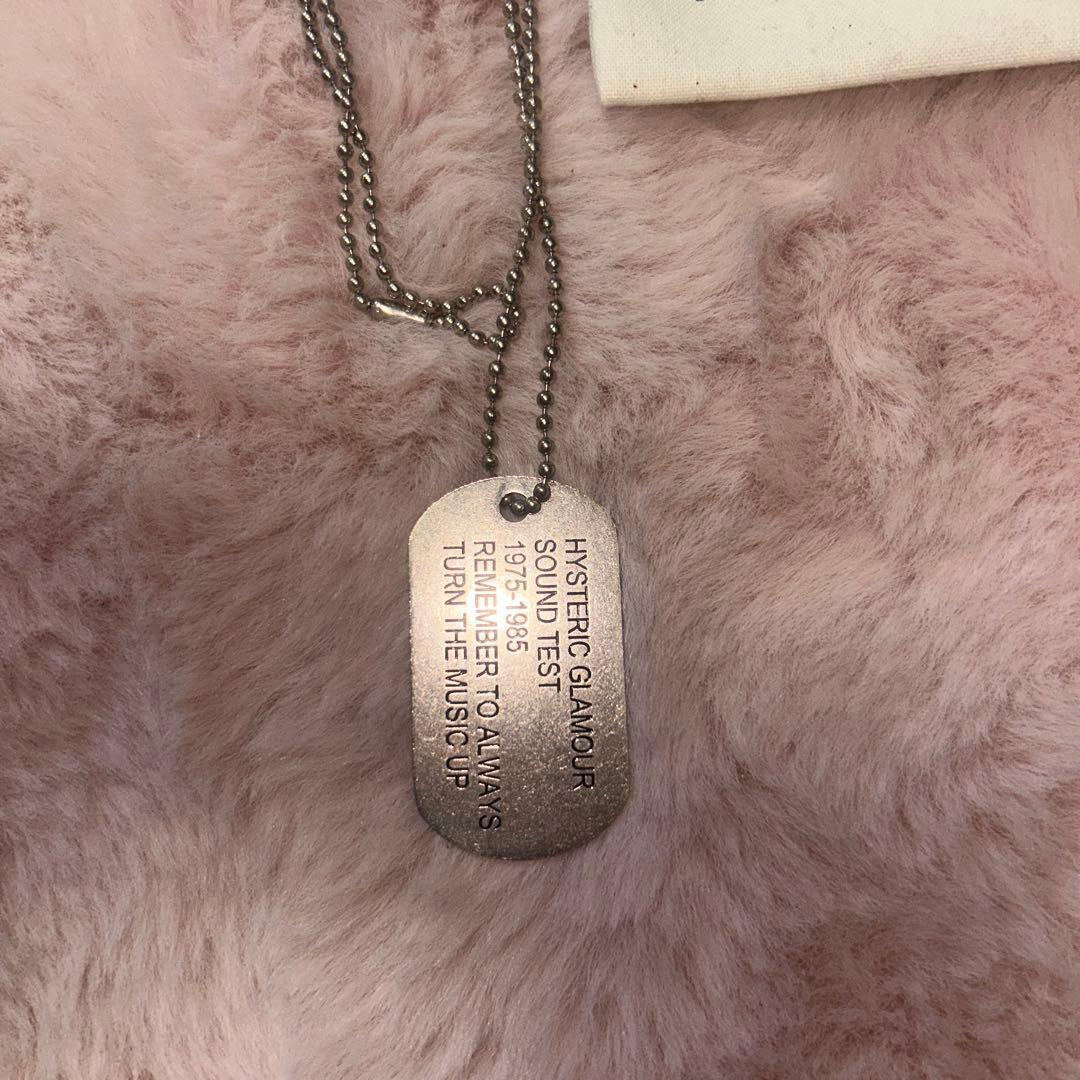 HYSTERIC GLAMOUR
SOUND TEST
1975-1985
REMEMBER TO ALWAYS
TURN THE MUSIC UP